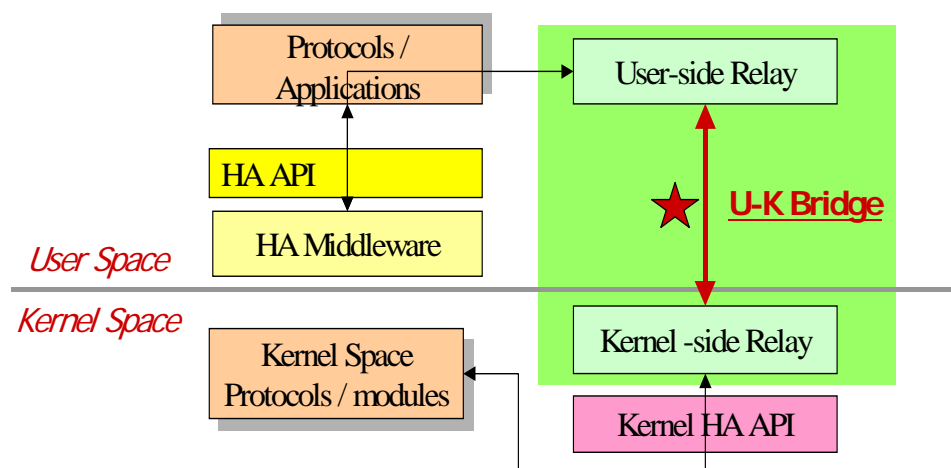 Protocols /
Applications
User-side Relay
HA API
U-K Bridge
HA Middleware
User Space
Kernel Space
Kernel Space
Protocols / modules
Kernel -side Relay
Kernel HA API